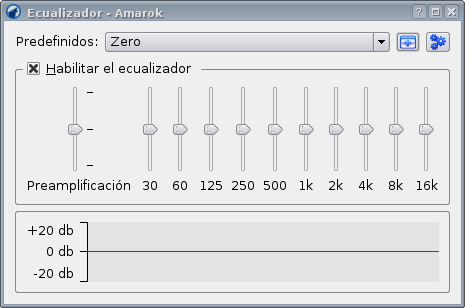 Ecualizador - Amarok
Predefinidos: Zero
Habilitar el ecualizador
Preamplificación 30 60 125 250 500 1k 2k 4k 8k 16k
+20 db
0 db
-20 db